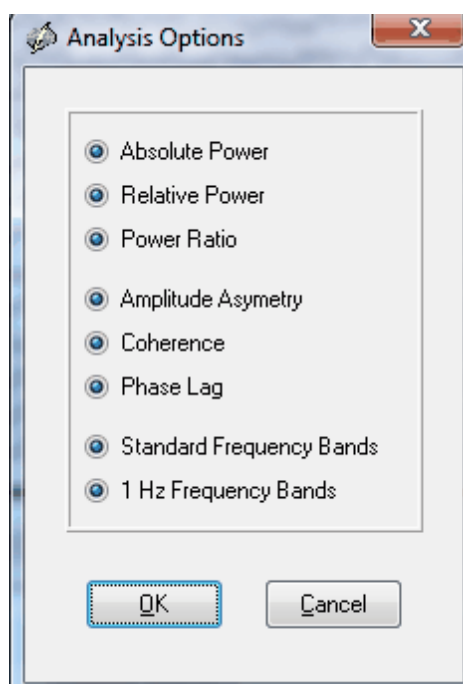 Analysis Options
Absolute Power
Relative Power
Power Ratio
Amplitude Asymetry
Coherence
Phase Lag
Standard Frequency Bands
1 Hz Frequency Bands
OK
Cancel